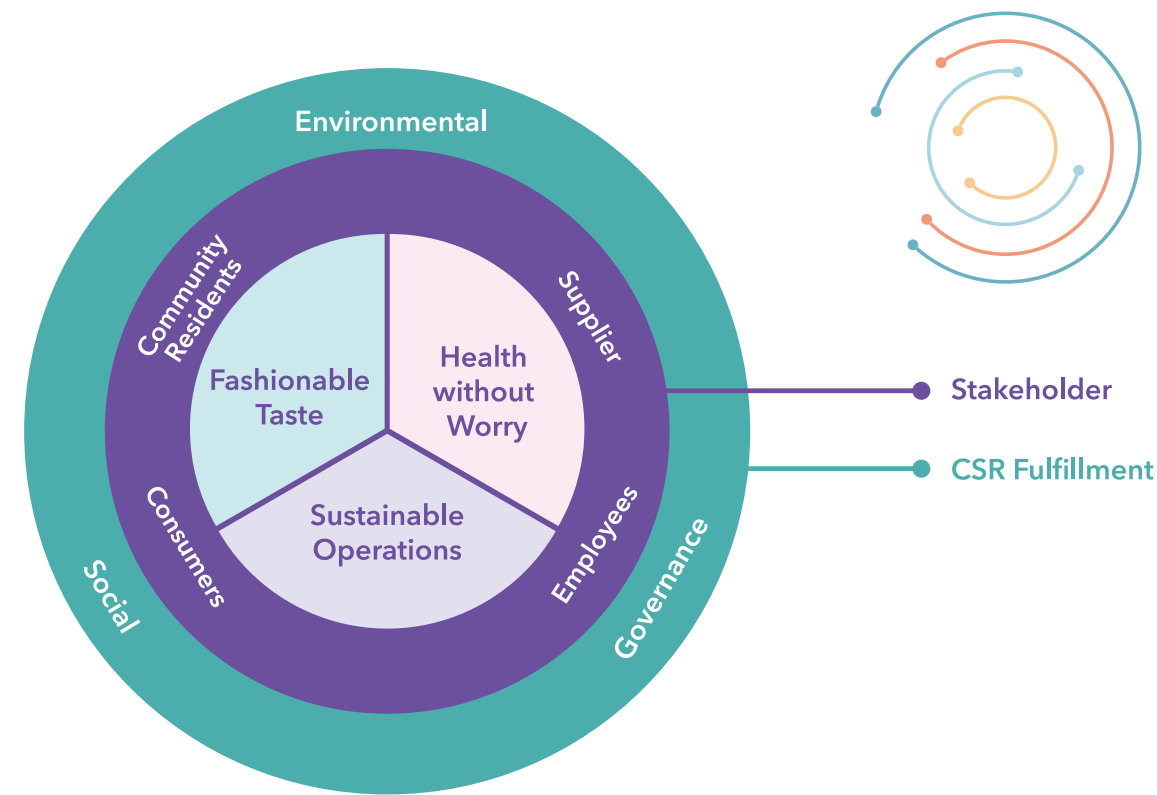 Environmental
Community
Residents
Supplier
Fashionable
Taste
Health
without
Worry
Stakeholder
CSR Fulfillment
Consumers
Sustainable
Operations
Employees
Social
Governance